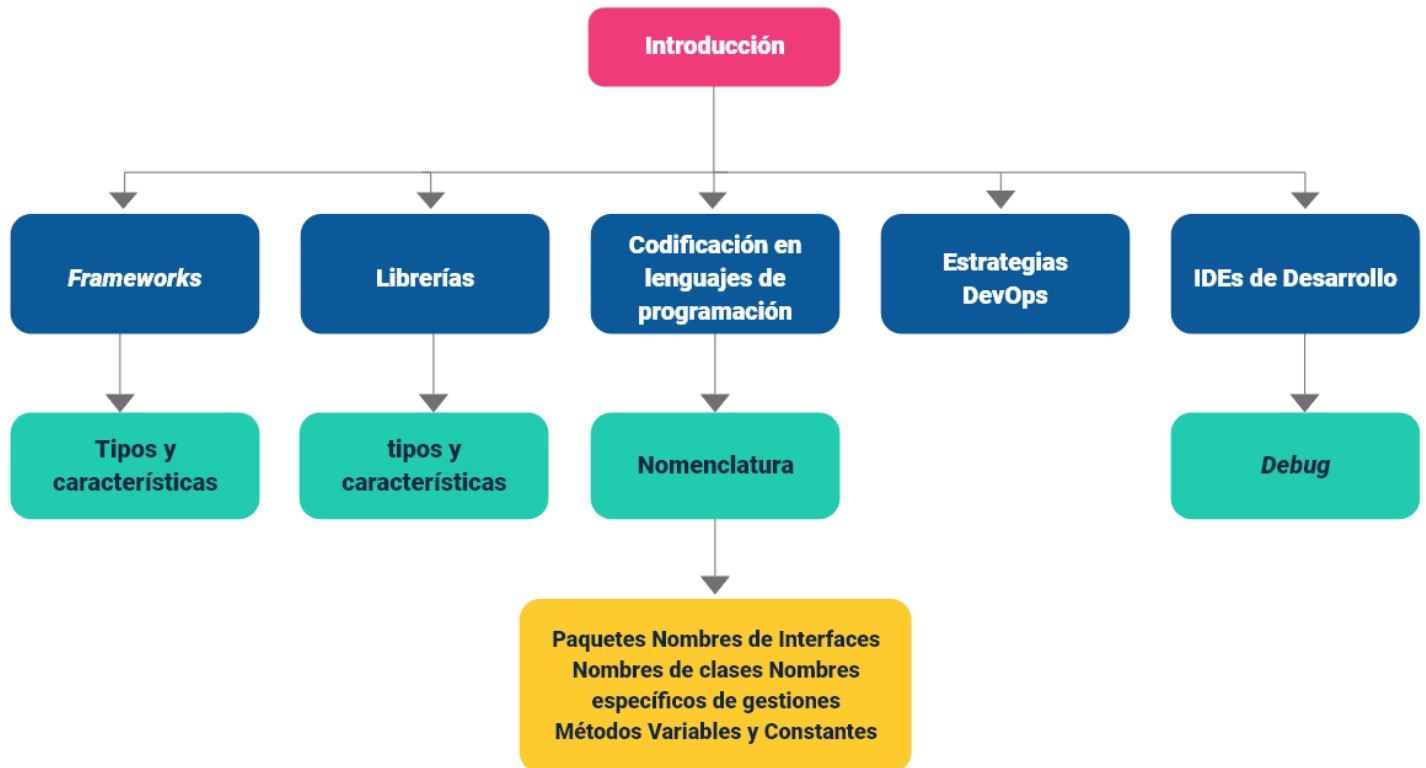 Introducción
Frameworks
Librerías
Codificación en
lenguajes de
programación
Estrategias
DevOps
IDEs de Desarrollo
Tipos y
características
tipos y
características
Nomenclatura
Debug
Paquetes Nombres de Interfaces
Nombres de clases Nombres
específicos de gestiones
Métodos Variables y Constantes